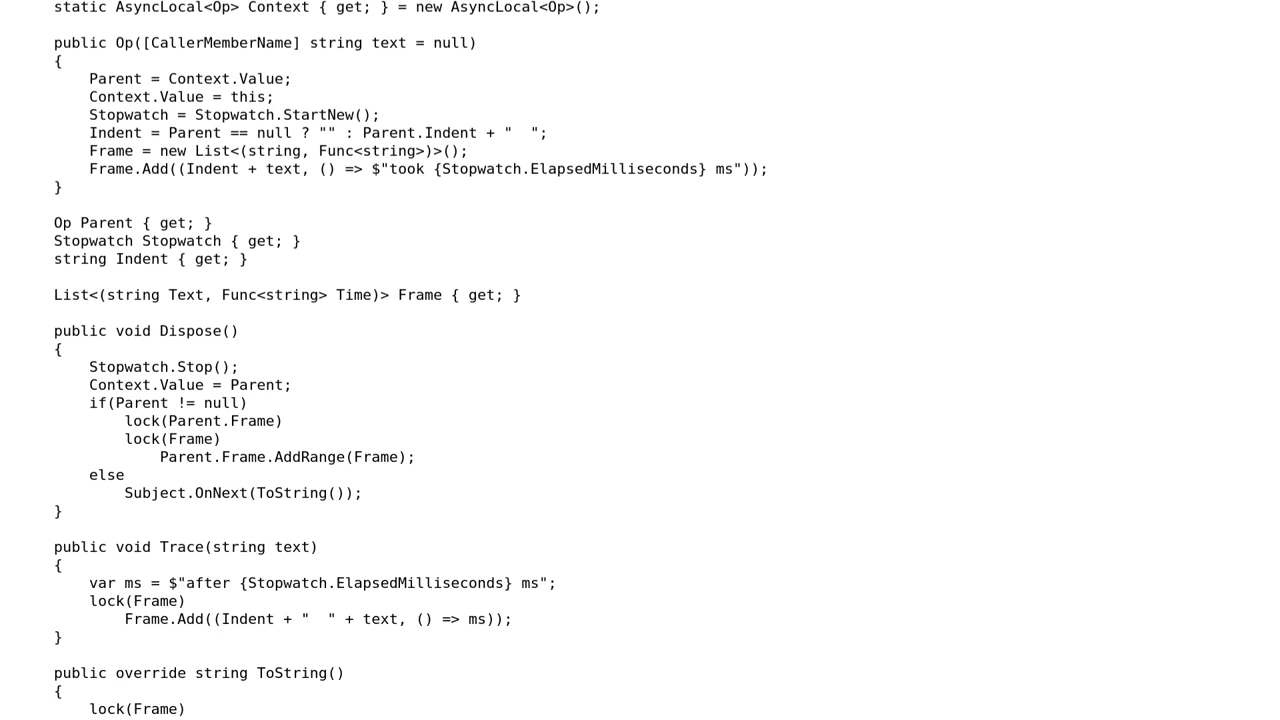 static AsyncLocal<Op> Context { get; } = new AsyncLocal<Op>();

public Op([CallerMemberName] string text = null)
{
    Parent = Context.Value;
    Context.Value = this;
    Stopwatch = Stopwatch.StartNew();
    Indent = Parent == null ? "" : Parent.Indent + "  ";
    Frame = new List<(string, Func<string>)>();
    Frame.Add((Indent + text, () => $"took {Stopwatch.ElapsedMilliseconds} ms"));
}

Op Parent { get; }
Stopwatch Stopwatch { get; }
string Indent { get; }

List<(string Text, Func<string> Time)> Frame { get; }

public void Dispose()
{
    Stopwatch.Stop();
    Context.Value = Parent;
    if(Parent != null)
        lock(Parent.Frame)
        lock(Frame)
            Parent.Frame.AddRange(Frame);
    else
        Subject.OnNext(ToString());
}

public void Trace(string text)
{
    var ms = $"after {Stopwatch.ElapsedMilliseconds} ms";
    lock(Frame)
        Frame.Add((Indent + "  " + text, () => ms));
}

public override string ToString()
{
    lock(Frame)